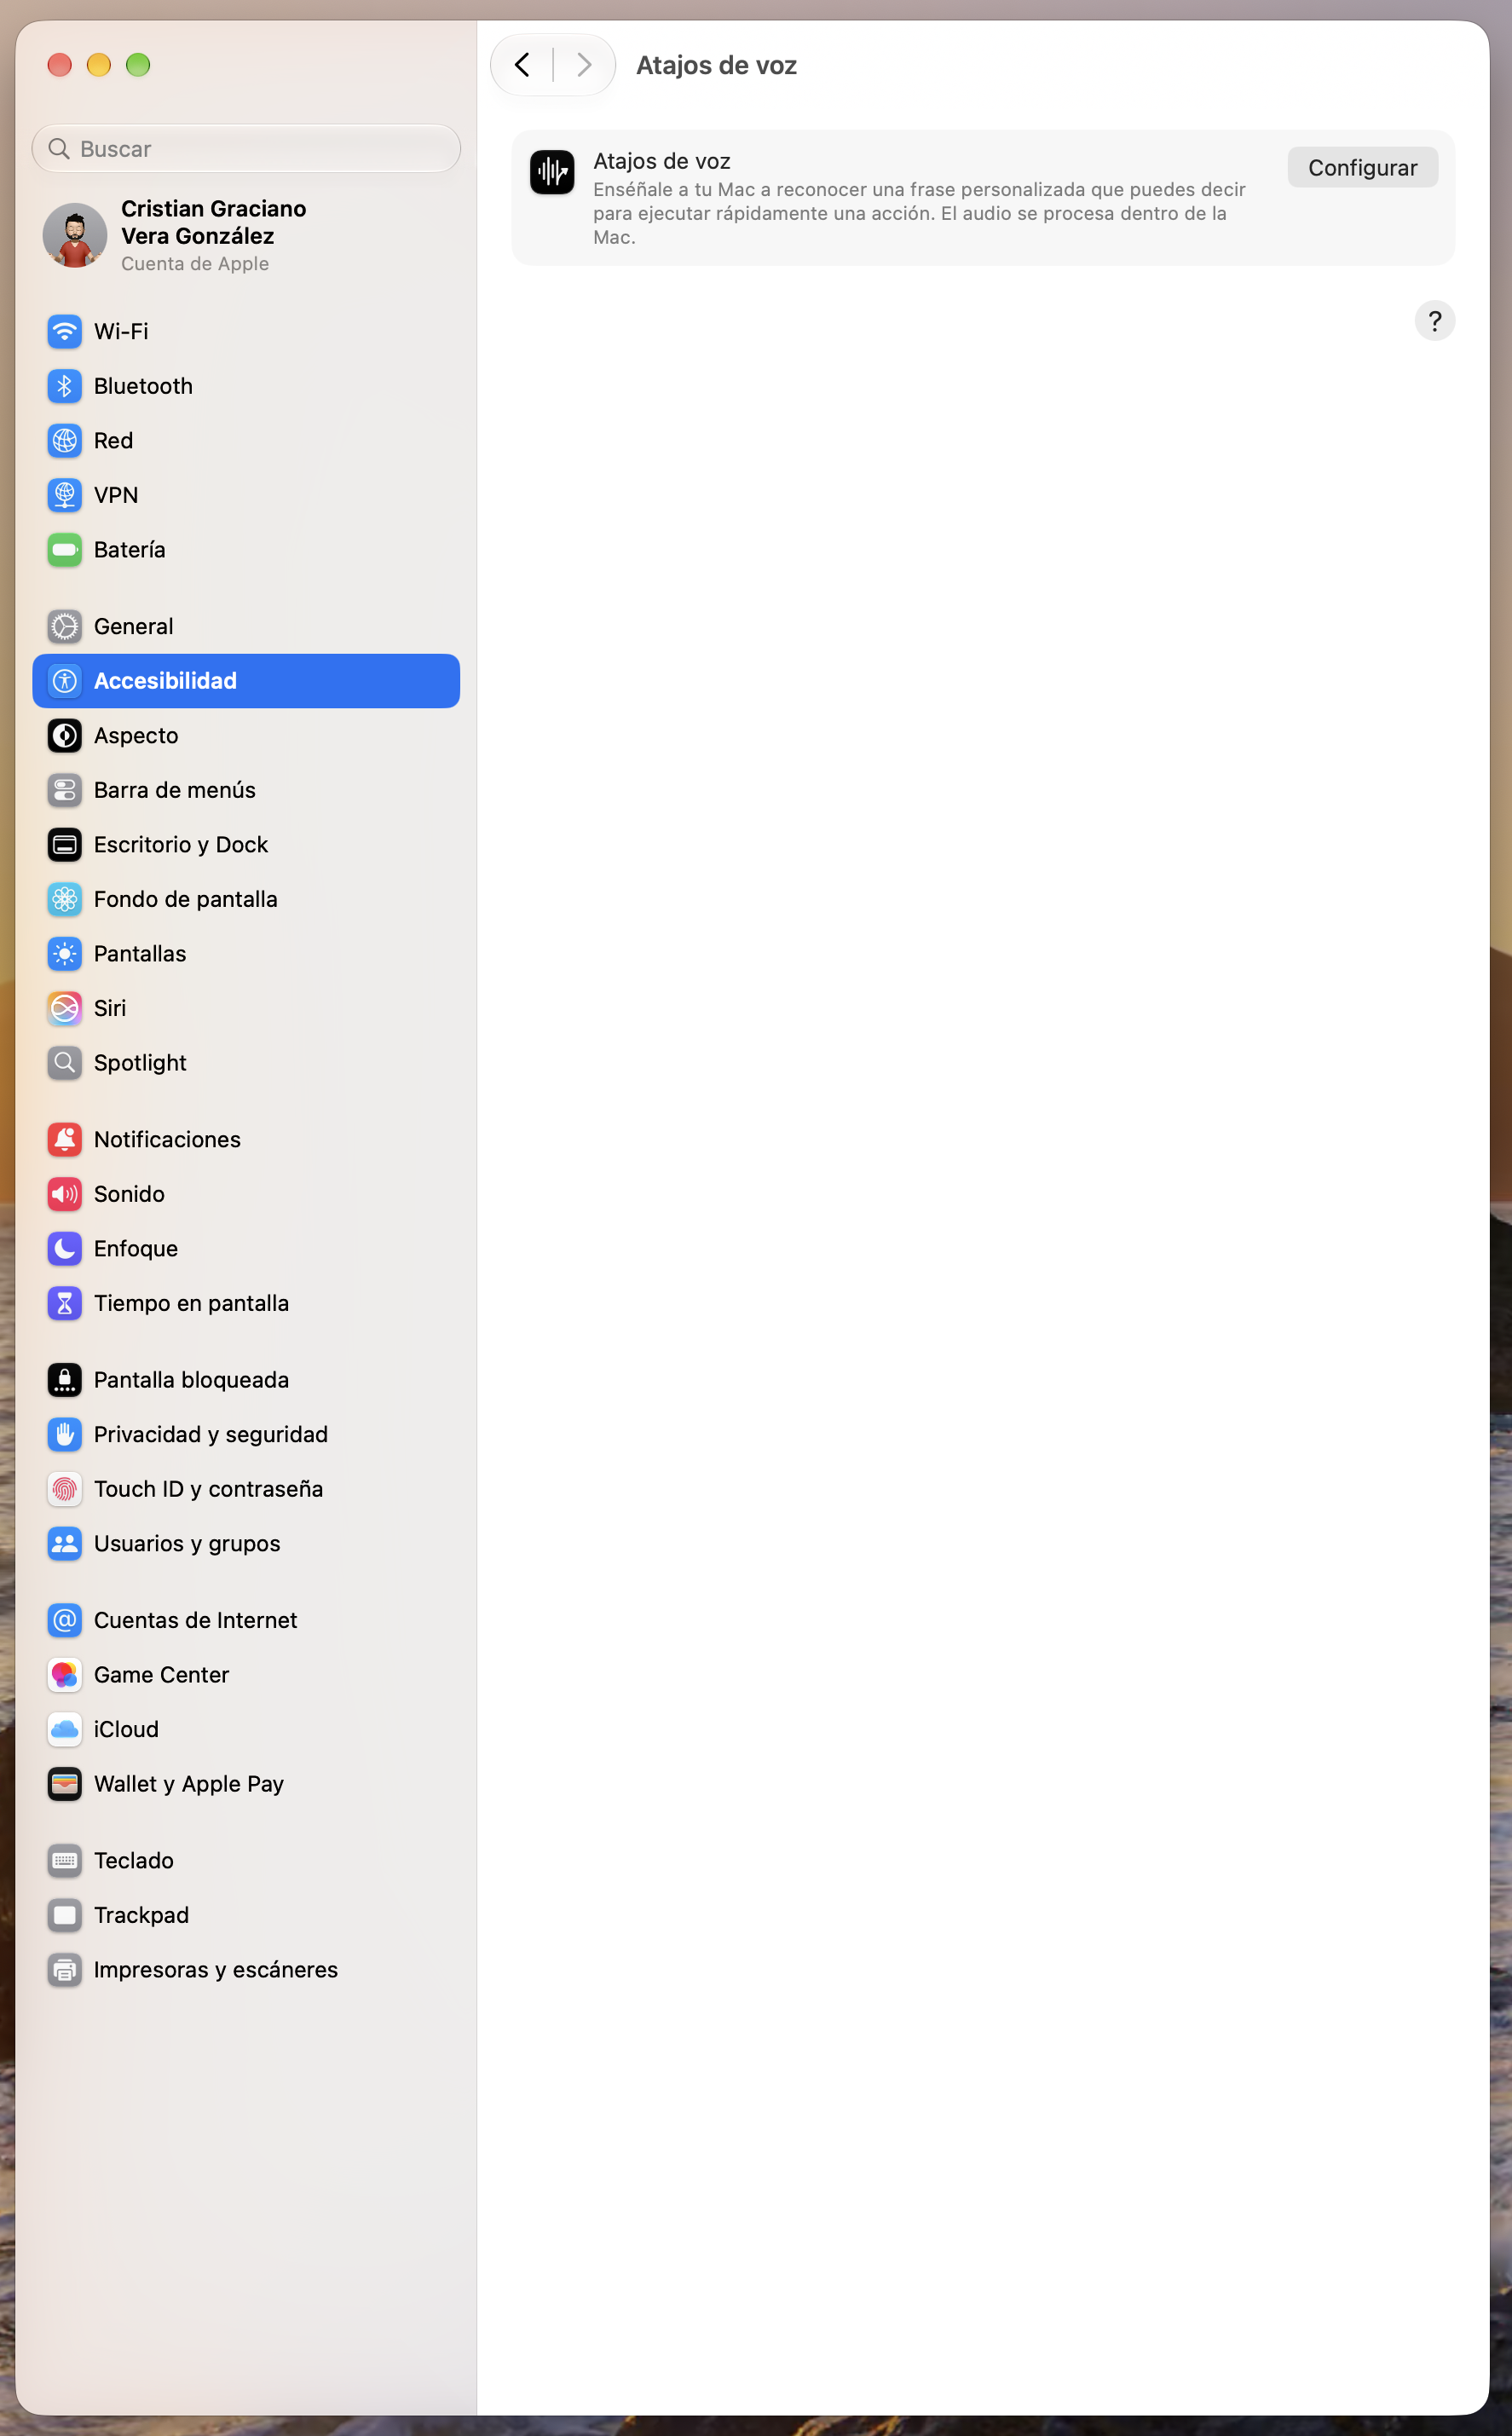 Atajos de voz
Buscar
Cristian Graciano
Vera González
Cuenta de Apple
Wi-Fi
Bluetooth
Red
VPN
Batería
General
Accesibilidad
Aspecto
Barra de menús
Escritorio y Dock
Fondo de pantalla
Pantallas
Siri
Spotlight
Notificaciones
Sonido
Enfoque
Tiempo en pantalla
Pantalla bloqueada
Privacidad y seguridad
Touch ID y contraseña
Usuarios y grupos
Cuentas de Internet
Game Center
iCloud
Wallet y Apple Pay
Teclado
Trackpad
Impresoras y escáneres
Atajos de voz
Enséñale a tu Mac a reconocer una frase personalizada que puedes decir
para ejecutar rápidamente una acción. El audio se procesa dentro de la
Mac.
Configurar
?